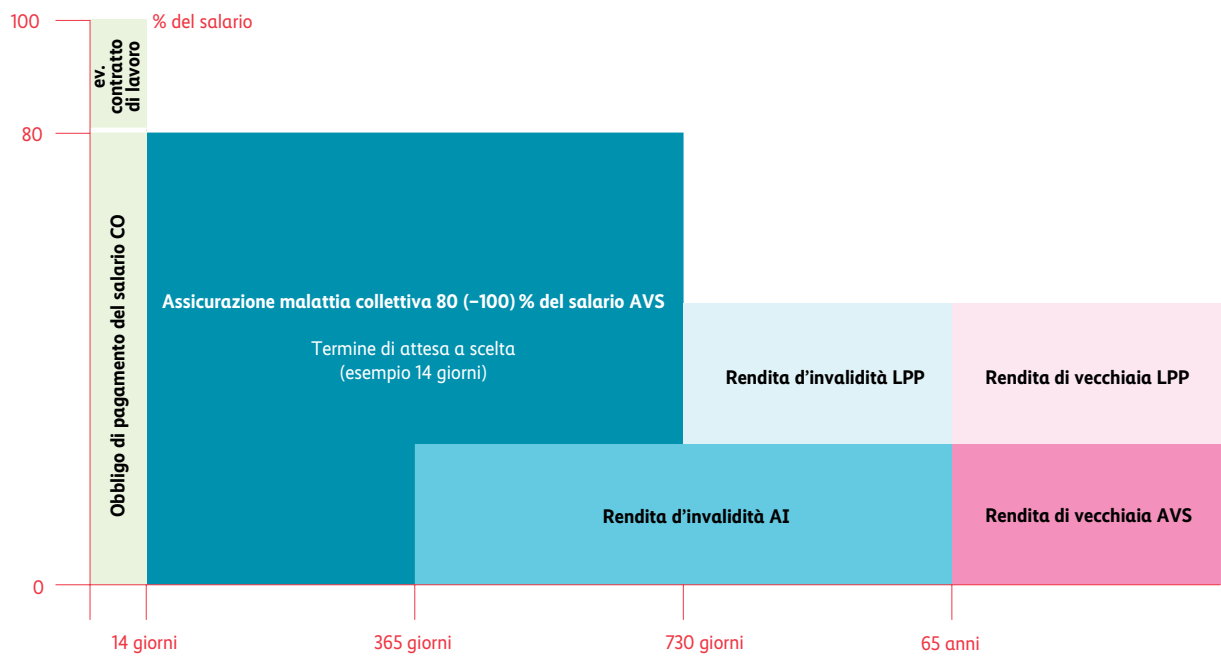 100
% del salario
ev.
contratto
di lavoro
80
Obbligo di pagamento del salario CO
Assicurazione malattia collettiva 80 (–100) % del salario AVS
Termine di attesa a scelta
(esempio 14 giorni)
Rendita d’invalidità LPP
Rendita di vecchiaia LPP
Rendita d’invalidità AI
Rendita di vecchiaia AVS
0
14 giorni
365 giorni
730 giorni
65 anni